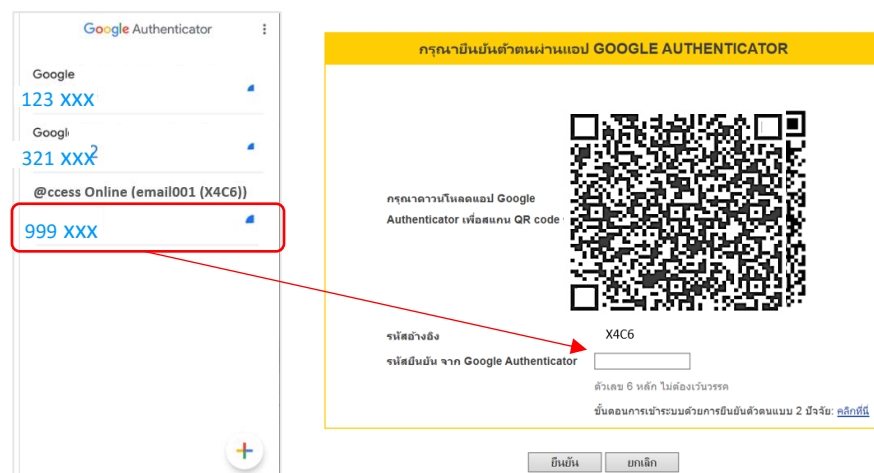 Google Authenticator
Google
123 XXX
Googl
321 XXX2
@ccess Online (email001 (X4C6))
999 XXX
กรุณายืนยันตัวตนผ่านแอป GOOGLE AUTHENTICATOR
กรุณาดาวน์โหลดแอป Google
Authenticator เพื่อสแกน QR code
รหัสอ้างอิง X4C6
รหัสยืนยัน จาก Google Authenticator
ตัวเลข 6 หลัก ไม่ต้องเว้นวรรค
ขั้นตอนการเข้าระบบด้วยการยืนยันตัวตนแบบ 2 ปัจจัย: คลิกที่นี่
ยืนยัน ยกเลิก